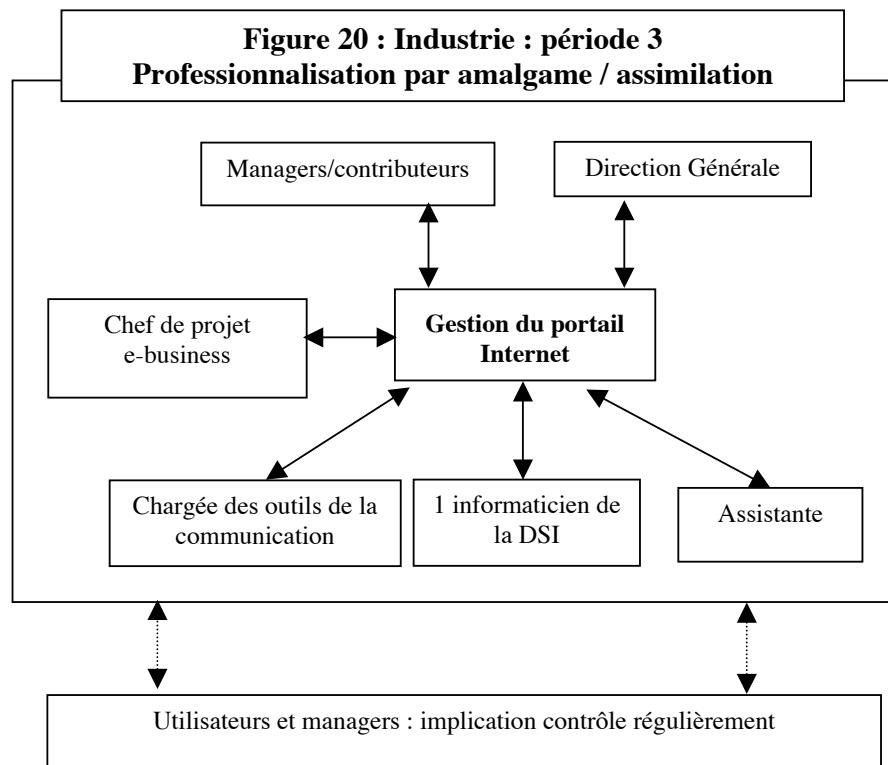 Figure 20 : Industrie : période 3
Professionnalisation par amalgame / assimilation
Managers/contributeurs
Direction Générale
Chef de projet
e-business
Gestion du portail
Internet
Chargée des outils de la
communication
1 informaticien de
la DSI
Assistante
Utilisateurs et managers : implication contrôle régulièrement